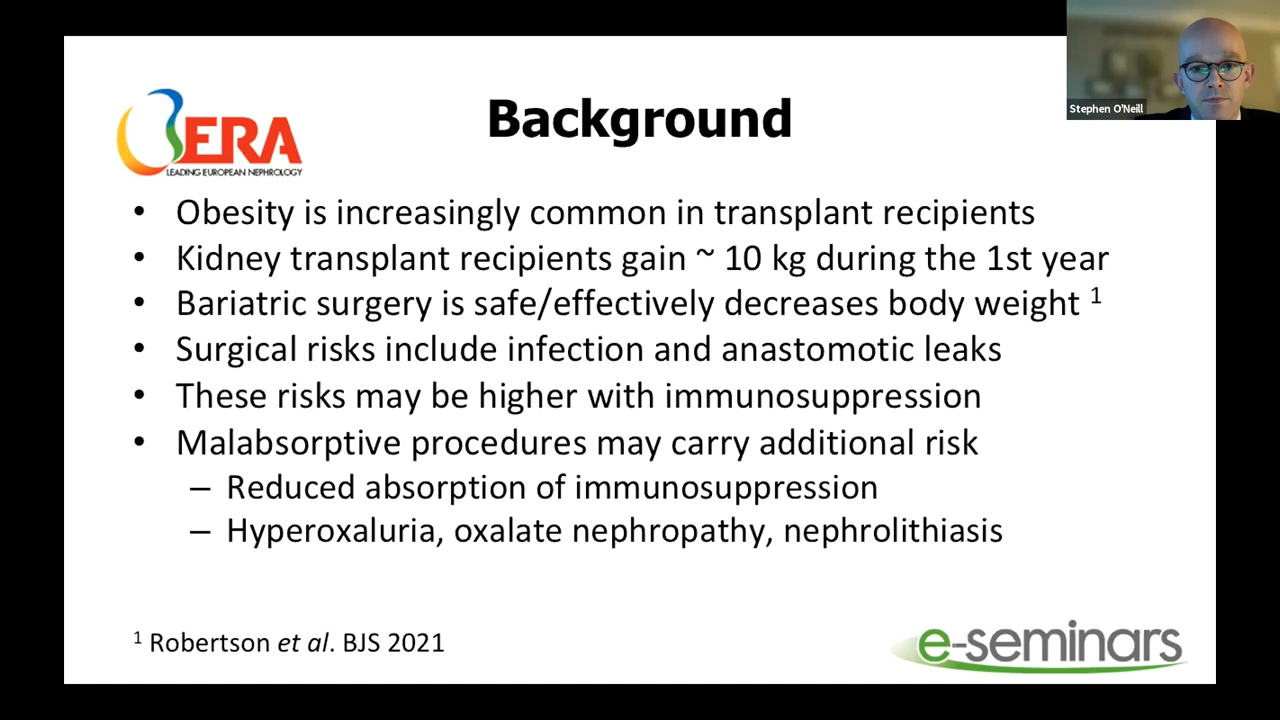 Stephen O'Neill
ERA
LEADING EUROPEAN NEPHROLOGY
Background
• Obesity is increasingly common in transplant recipients
• Kidney transplant recipients gain ~ 10 kg during the 1st year
• Bariatric surgery is safe/effectively decreases body weight ¹
• Surgical risks include infection and anastomotic leaks
• These risks may be higher with immunosuppression
• Malabsorptive procedures may carry additional risk
– Reduced absorption of immunosuppression
– Hyperoxaluria, oxalate nephropathy, nephrolithiasis
¹ Robertson et al. BJS 2021
e-seminars